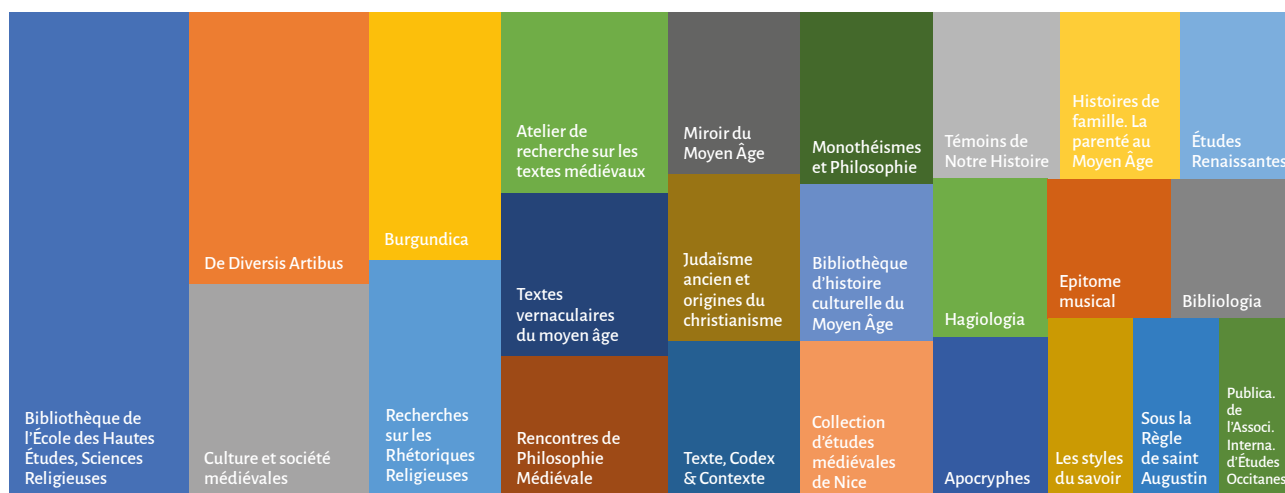 Bibliothèque de
l'École des Hautes
Études, Sciences
Religieuses
De Diversis Artibus
Culture et société
médiévales
Burgundica
Recherches
sur les
Rhétoriques
Religieuses
Atelier de
recherche sur les
textes médiévaux
Textes
vernaculaires
du moyen âge
Rencontres de
Philosophie
Médiévale
Miroir du
Moyen Âge
Judaïsme
ancien et
origines du
christianisme
Texte, Codex
& Contexte
Monothéismes
et Philosophie
Bibliothèque
d'histoire
culturelle du
Moyen Âge
Collection
d'études
médiévales
de Nice
Témoins de
Notre Histoire
Hagiologia
Apocryphes
Histoires de
famille. La
parenté au
Moyen Âge
Études
Renaissantes
Epitome
musical
Bibliologia
Les styles
du savoir
Sous la
Règle
de saint
Augustin
Publica.
de
l'Associ.
Interna.
d'Études
Occitanes